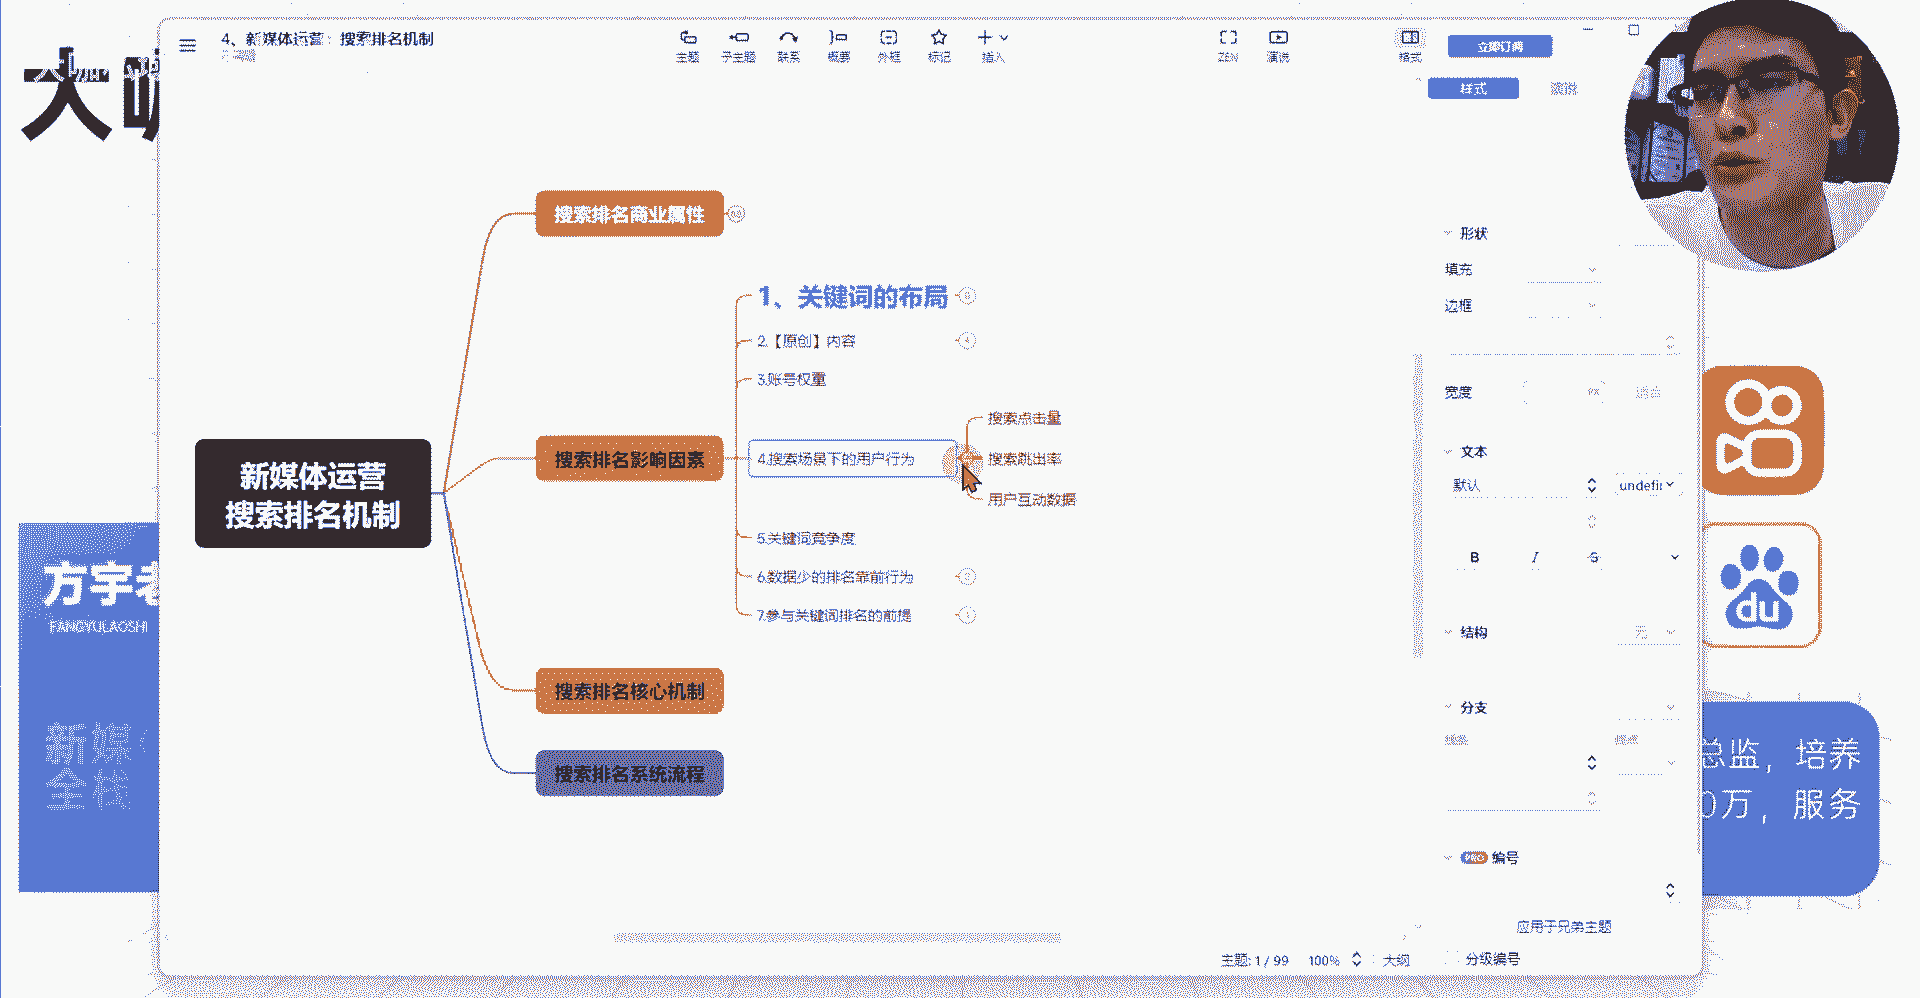 4、新媒体运营：搜索排名机制
主题
子主题
联系
概要
外框
标记
插入
ZEN
演说
格式
立即订阅
样式
大咖
搜索排名商业属性
1、关键词的布局
2.【原创】内容
3.账号权重
搜索点击量
搜索排名影响因素
4.搜索场景下的用户行为
搜索跳出率
用户互动数据
新媒体运营
搜索排名机制
5.关键词竞争度
6.数据少的排名靠前行为
7.参与关键词排名的前提
搜索排名核心机制
搜索排名系统流程
形状
填充
边框
宽度
PX
文本
默认
undefir
B
I
S
结构
无
分支
PRO 编号
应用于兄弟主题
分级编号
主题: 1 / 99
100%
大纲
方宇老
FANGYULAOSHI
新媒
全栈
du
总监，培养
0万，服务